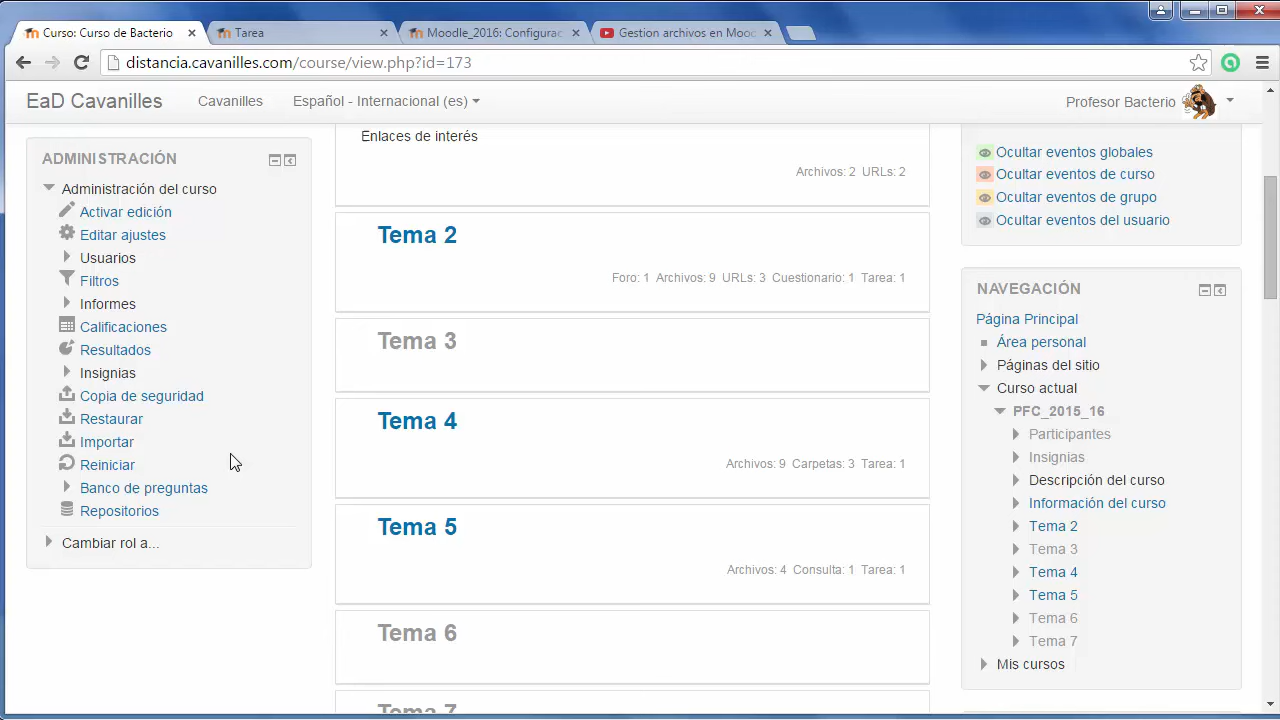 Curso: Curso de Bacterio
Tarea
Moodle_2016: Configurac
Gestion archivos en Mood
distancia.cavanilles.com/course/view.php?id=173
EaD Cavanilles
Cavanilles
Español - Internacional (es)
Profesor Bacterio
ADMINISTRACIÓN
Administración del curso
Activar edición
Editar ajustes
Usuarios
Filtros
Informes
Calificaciones
Resultados
Insignias
Copia de seguridad
Restaurar
Importar
Reiniciar
Banco de preguntas
Repositorios
Cambiar rol a...
Enlaces de interés
Archivos: 2 URLs: 2
Tema 2
Foro: 1 Archivos: 9 URLs: 3 Cuestionario: 1 Tarea: 1
Tema 3
Tema 4
Archivos: 9 Carpetas: 3 Tarea: 1
Tema 5
Archivos: 4 Consulta: 1 Tarea: 1
Tema 6
Tema 7
Ocultar eventos globales
Ocultar eventos de curso
Ocultar eventos de grupo
Ocultar eventos del usuario
NAVEGACIÓN
Página Principal
Área personal
Páginas del sitio
Curso actual
PFC_2015_16
Participantes
Insignias
Descripción del curso
Información del curso
Tema 2
Tema 3
Tema 4
Tema 5
Tema 6
Tema 7
Mis cursos